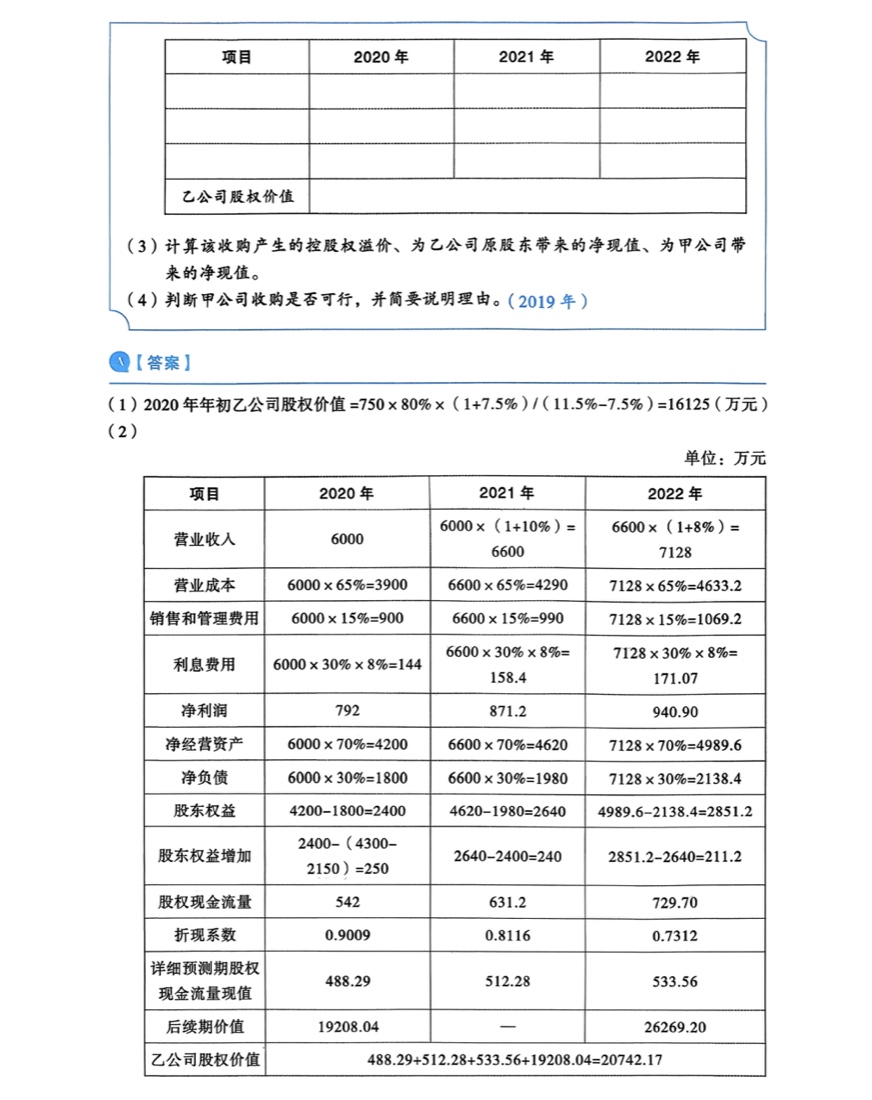 项目 2020 年 2021 年 2022 年
乙公司股权价值
（3）计算该收购产生的控股权溢价、为乙公司原股东带来的净现值、为甲公司带
来的净现值。
（4）判断甲公司收购是否可行，并简要说明理由。（2019 年）
【答案】
（1）2020 年年初乙公司股权价值 =750×80%×（1+7.5%）/（11.5%-7.5%）=16125（万元）
（2）
单位：万元
项目 2020 年 2021 年 2022 年
营业收入 6000 6000×（1+10%）= 6600×（1+8%）=
6600 7128
营业成本 6000×65%=3900 6600×65%=4290 7128×65%=4633.2
销售和管理费用 6000×15%=900 6600×15%=990 7128×15%=1069.2
利息费用 6000×30%×8%=144 6600×30%×8%= 7128×30%×8%=
158.4 171.07
净利润 792 871.2 940.90
净经营资产 6000×70%=4200 6600×70%=4620 7128×70%=4989.6
净负债 6000×30%=1800 6600×30%=1980 7128×30%=2138.4
股东权益 4200-1800=2400 4620-1980=2640 4989.6-2138.4=2851.2
股东权益增加 2400-（4300- 2640-2400=240 2851.2-2640=211.2
2150）=250
股权现金流量 542 631.2 729.70
折现系数 0.9009 0.8116 0.7312
详细预测期股权
现金流量现值 488.29 512.28 533.56
后续期价值 19208.04 — 26269.20
乙公司股权价值 488.29+512.28+533.56+19208.04=20742.17